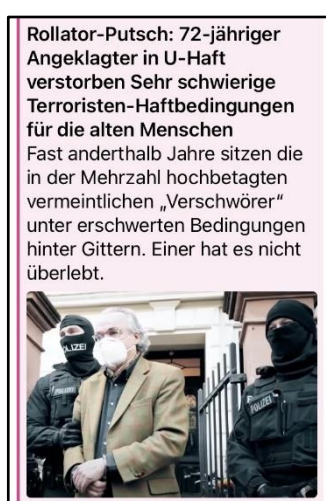 Rollator-Putsch: 72-jähriger
Angeklagter in U-Haft
verstorben Sehr schwierige
Terroristen-Haftbedingungen
für die alten Menschen
Fast anderthalb Jahre sitzen die
in der Mehrzahl hochbetagten
vermeintlichen „Verschwörer“
unter erschwerten Bedingungen
hinter Gittern. Einer hat es nicht
überlebt.
POLIZEI
POLIZEI